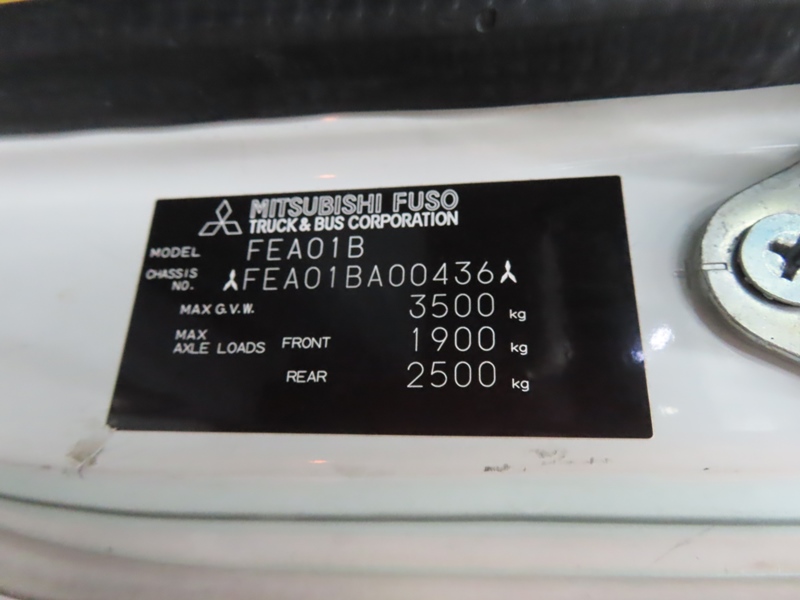 MITSUBISHI FUSO
TRUCK & BUS CORPORATION
MODEL FEA01B
CHASSIS NO. FEA01BA00436
MAX G.V.W. 3500 kg
MAX AXLE LOADS FRONT 1900 kg
REAR 2500 kg